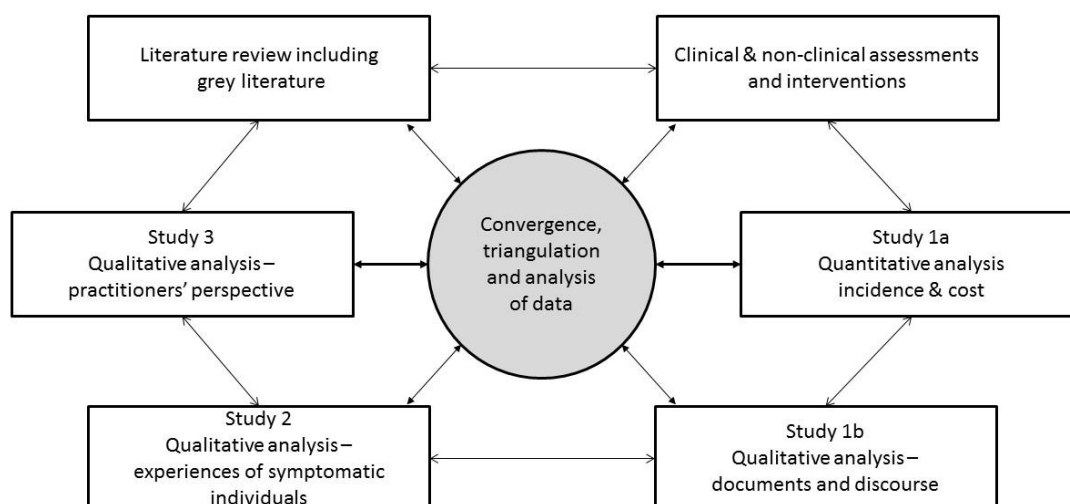 Literature review including
grey literature
Clinical & non-clinical assessments
and interventions
Study 3
Qualitative analysis –
practitioners' perspective
Convergence,
triangulation
and analysis
of data
Study 1a
Quantitative analysis
incidence & cost
Study 2
Qualitative analysis –
experiences of symptomatic
individuals
Study 1b
Qualitative analysis –
documents and discourse